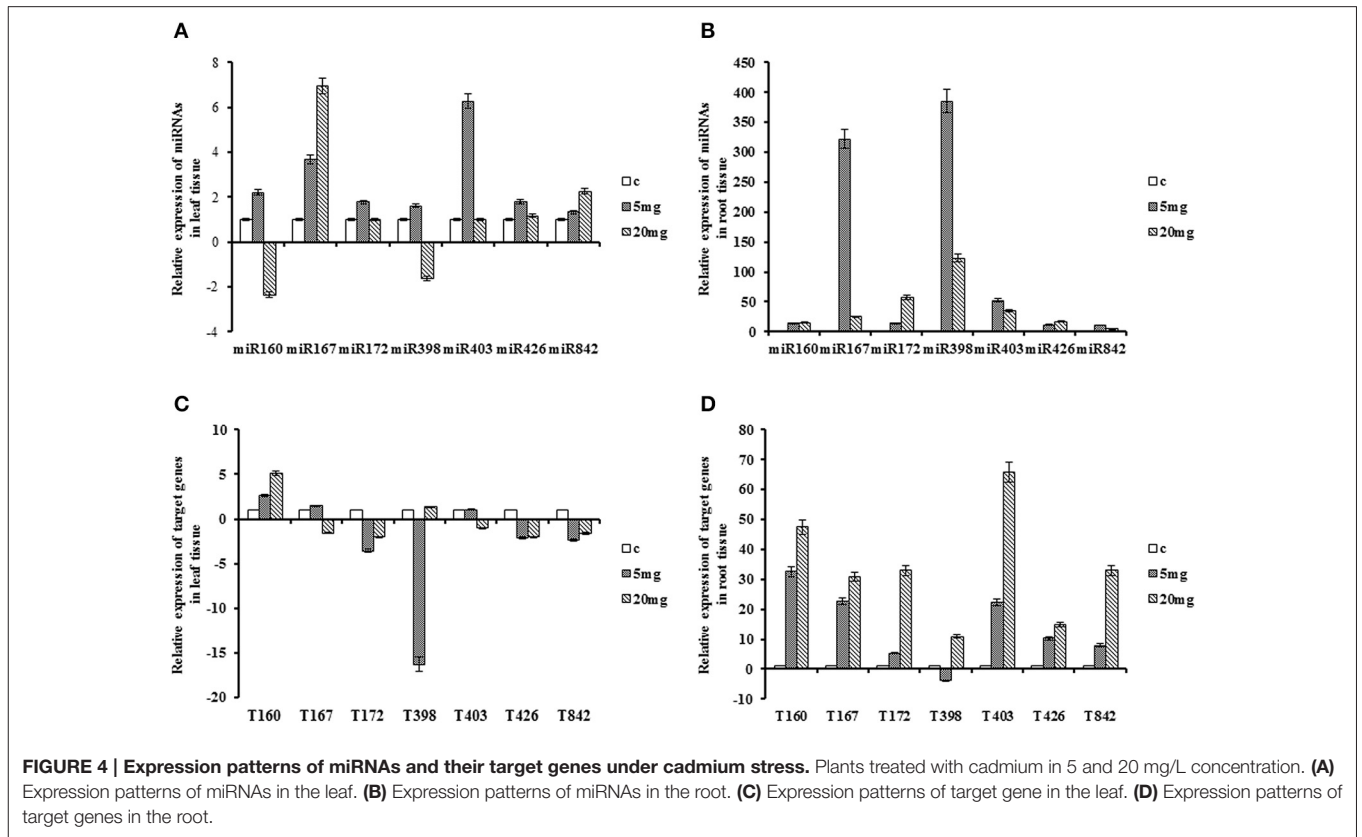 A
Relative expression of miRNAs
in leaf tissue
8
6
4
2
0
-2
-4
miR160 miR167 miR172 miR398 miR403 miR426 miR842
c
5mg
20mg
B
Relative expression of miRNAs
in root tissue
450
400
350
300
250
200
150
100
50
0
miR160 miR167 miR172 miR398 miR403 miR426 miR842
c
5mg
20mg
C
Relative expression of target genes
in leaf tissue
10
5
0
-5
-10
-15
-20
T160 T167 T172 T398 T403 T426 T842
c
5mg
20mg
D
Relative expression of target genes
in root tissue
80
70
60
50
40
30
20
10
0
-10
T160 T167 T172 T398 T403 T426 T842
c
5mg
20mg
FIGURE 4 | Expression patterns of miRNAs and their target genes under cadmium stress. Plants treated with cadmium in 5 and 20 mg/L concentration. (A)
Expression patterns of miRNAs in the leaf. (B) Expression patterns of miRNAs in the root. (C) Expression patterns of target gene in the leaf. (D) Expression patterns of
target genes in the root.